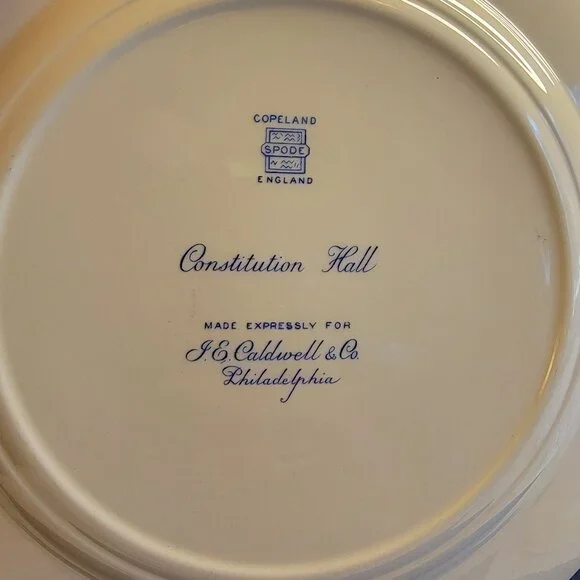 COPELAND
SPODE
ENGLAND
Constitution Hall
MADE EXPRESSLY FOR
J. E. Caldwell & Co.
Philadelphia